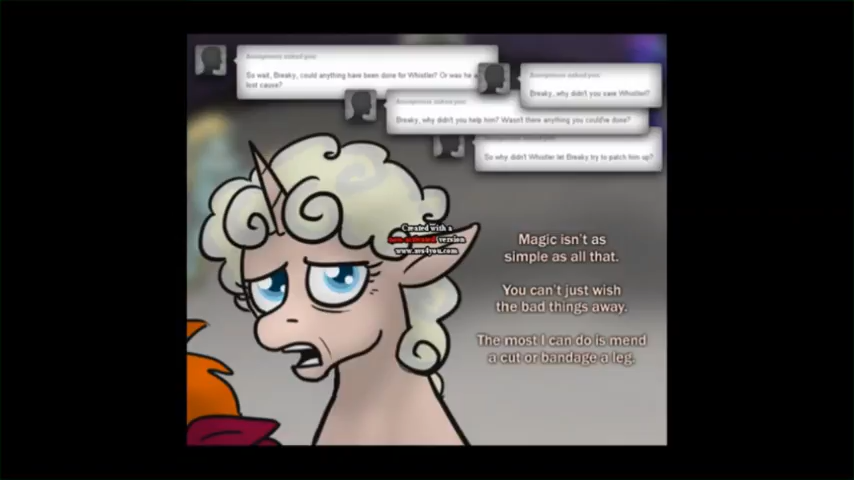 Anonymous asked you:
So wait, Breaky, could anything have been done for Whistler? Or was he a
lost cause?
Anonymous asked you:
Breaky, why didn't you save Whistler?
Anonymous asked you:
Breaky, why didn't you help him? Wasn't there anything you could've done?
So why didn't Whistler let Breaky try to patch him up?
Created with a
version
www.avs4you.com
Magic isn't as
simple as all that.
You can't just wish
the bad things away.
The most I can do is mend
a cut or bandage a leg.